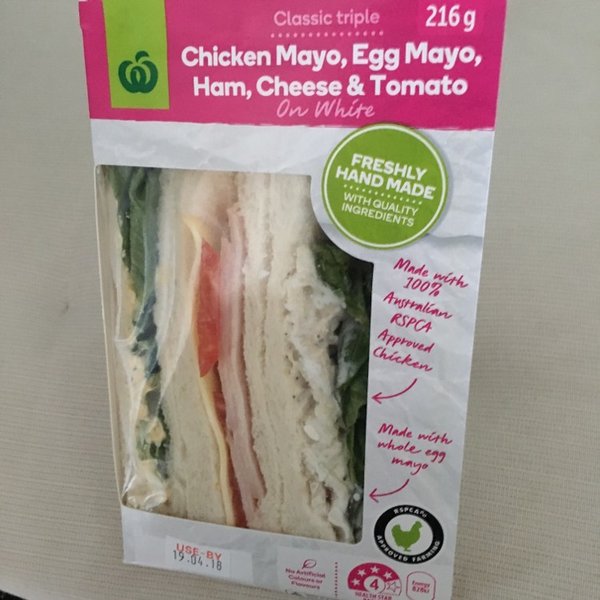 Classic triple
216 g
Chicken Mayo, Egg Mayo,
Ham, Cheese & Tomato
On White
FRESHLY
HAND MADE
WITH QUALITY
INGREDIENTS
Made with
100%
Australian
RSPCA
Approved
Chicken
Made with
whole egg
mayo
RSPCA
APPROVED FARMING
USE-BY
19.04.18
No Artificial
Colours or
Flavours
4
HEALTH STAR
Energy